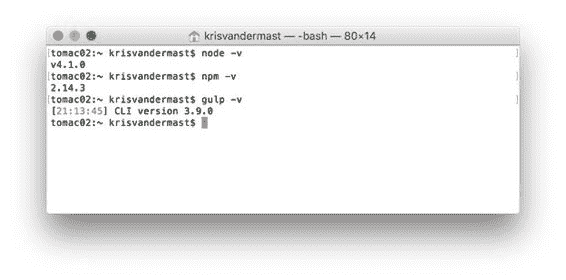 krisvandermast — -bash — 80×14
[tomac02:~ krisvandermast$ node -v ]
v4.1.0
[tomac02:~ krisvandermast$ npm -v ]
2.14.3
[tomac02:~ krisvandermast$ gulp -v ]
[21:13:45] CLI version 3.9.0
tomac02:~ krisvandermast$